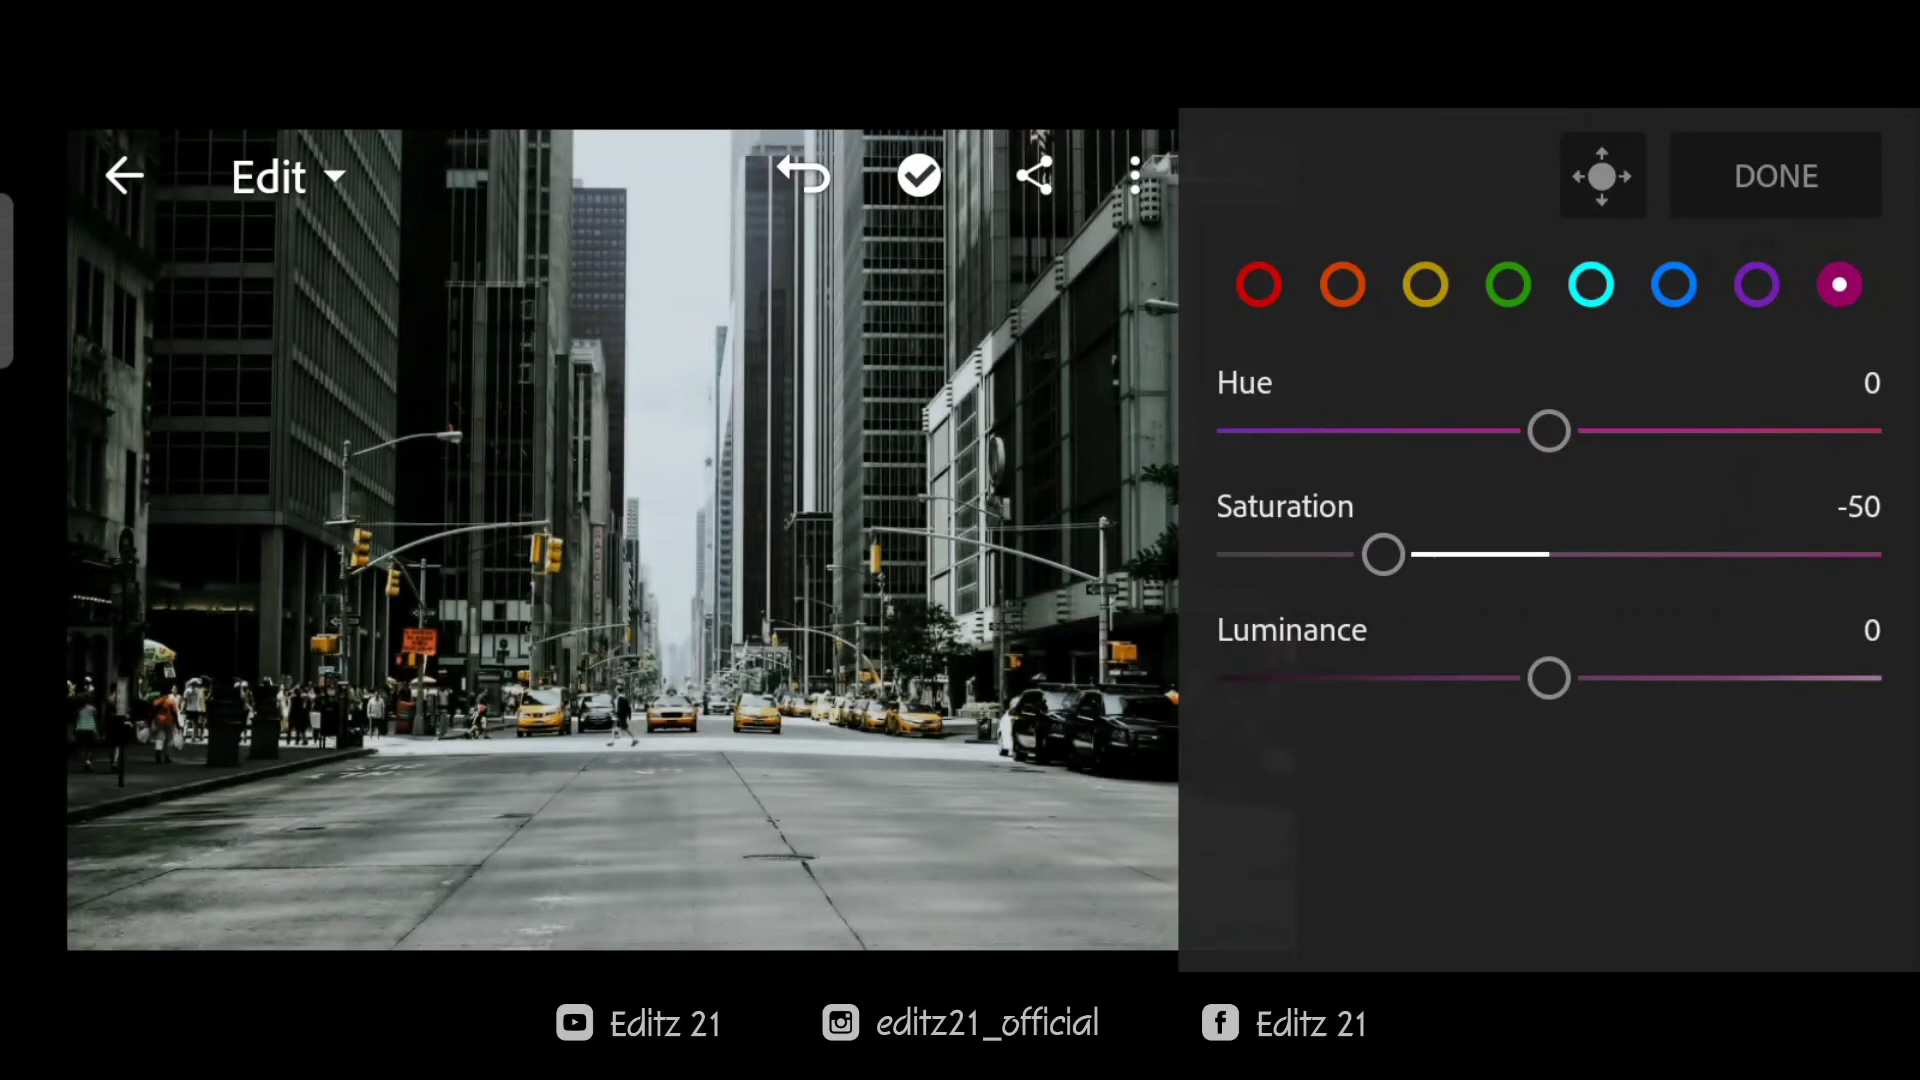 Edit
DONE
Hue 0
Saturation -50
Luminance 0
Editz 21 editz21_official Editz 21